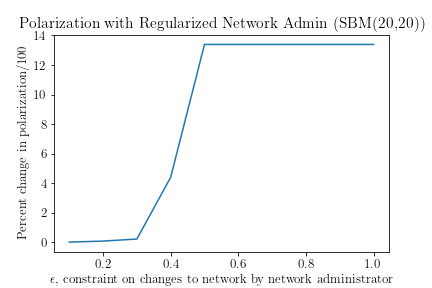 Polarization with Regularized Network Admin (SBM(20,20))
Percent change in polarization/100
14
12
10
8
6
4
2
0
0.2 0.4 0.6 0.8 1.0
ϵ, constraint on changes to network by network administrator